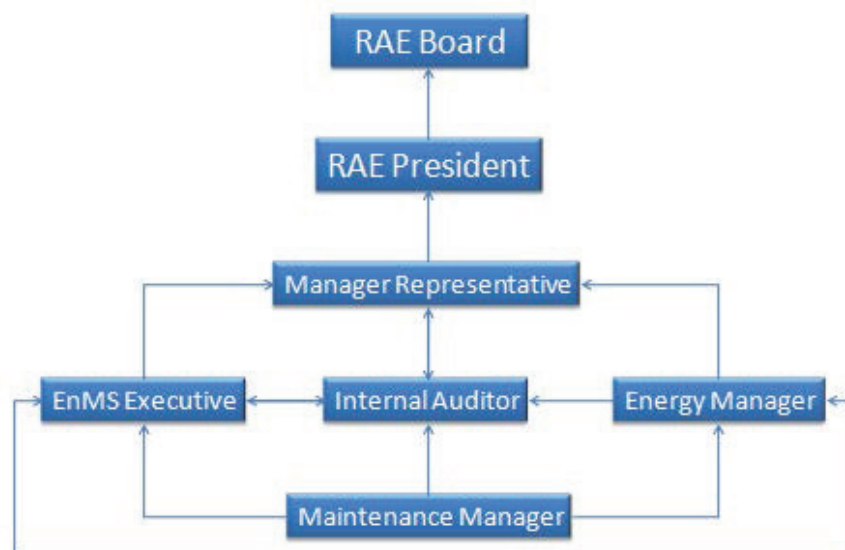 RAE Board
RAE President
Manager Representative
EnMS Executive
Internal Auditor
Energy Manager
Maintenance Manager